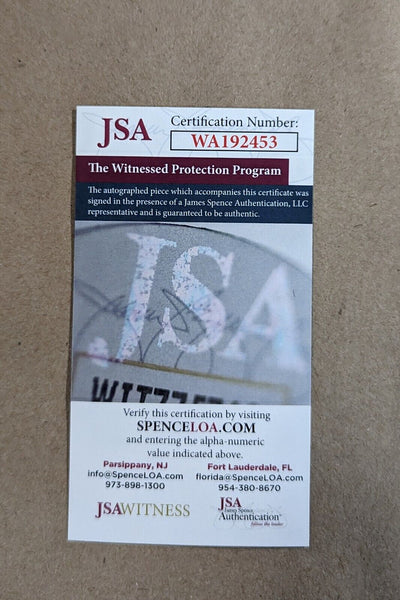 JSA
Certification Number:
WA192453
The Witnessed Protection Program
The autographed piece which accompanies this certificate was
signed in the presence of a James Spence Authentication, LLC
representative and is guaranteed to be authentic.
JSA
Verify this certification by visiting
SPENCELOA.COM
and entering the alpha-numeric
value indicated above.
Parsippany, NJ
info@SpenceLOA.com
973-898-1300
Fort Lauderdale, FL
florida@SpenceLOA.com
954-380-8670
JSAWITNESS
JSA
James Spence
Authentication
follow the leader